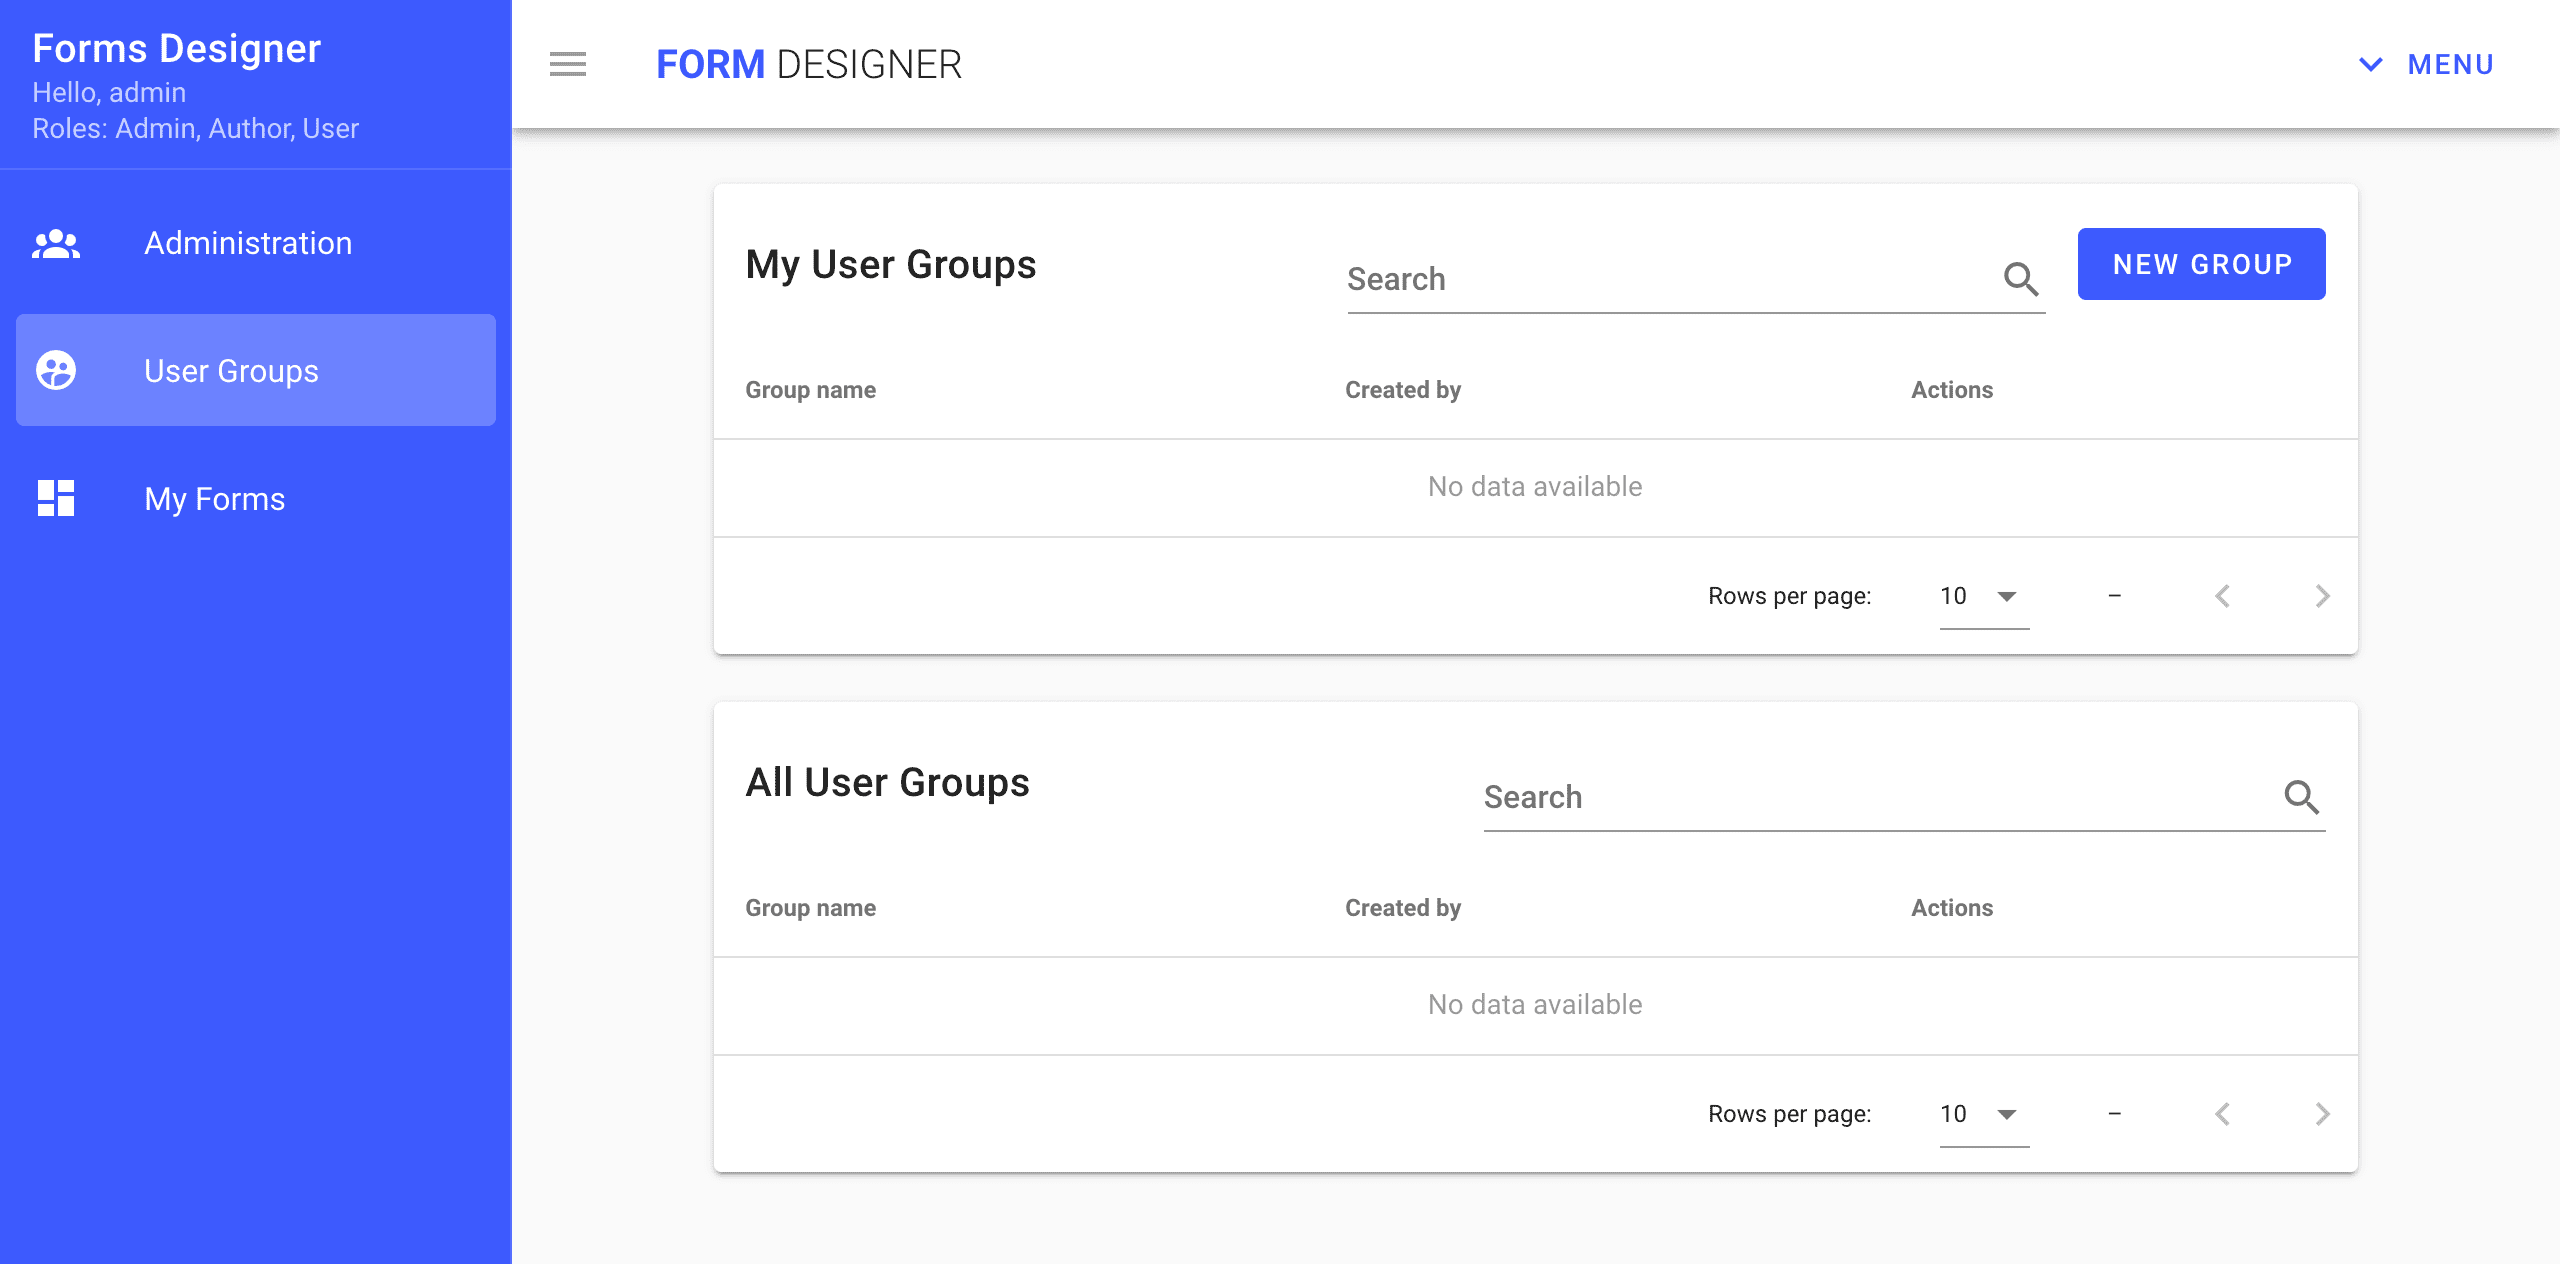 Forms Designer
Hello, admin
Roles: Admin, Author, User
Administration
User Groups
My Forms
FORM DESIGNER
MENU
My User Groups
Search
NEW GROUP
Group name Created by Actions
No data available
Rows per page: 10 –
All User Groups
Search
Group name Created by Actions
No data available
Rows per page: 10 –